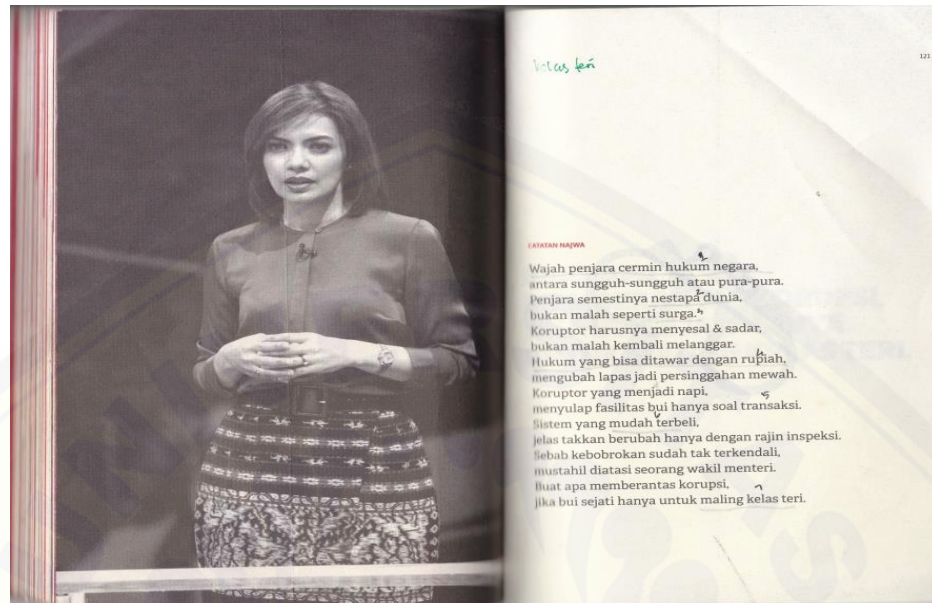 kelas teri
121
CATATAN NAJWA
Wajah penjara cermin hukum negara,
antara sungguh-sungguh atau pura-pura.
Penjara semestinya nestapa dunia,
bukan malah seperti surga.
Koruptor harusnya menyesal & sadar,
bukan malah kembali melanggar.
Hukum yang bisa ditawar dengan rupiah,
mengubah lapas jadi persinggahan mewah.
Koruptor yang menjadi napi,
menyulap fasilitas bui hanya soal transaksi.
Sistem yang mudah terbeli,
jelas takkan berubah hanya dengan rajin inspeksi.
Sebab kebobrokan sudah tak terkendali,
mustahil diatasi seorang wakil menteri.
Buat apa memberantas korupsi,
jika bui sejati hanya untuk maling kelas teri.